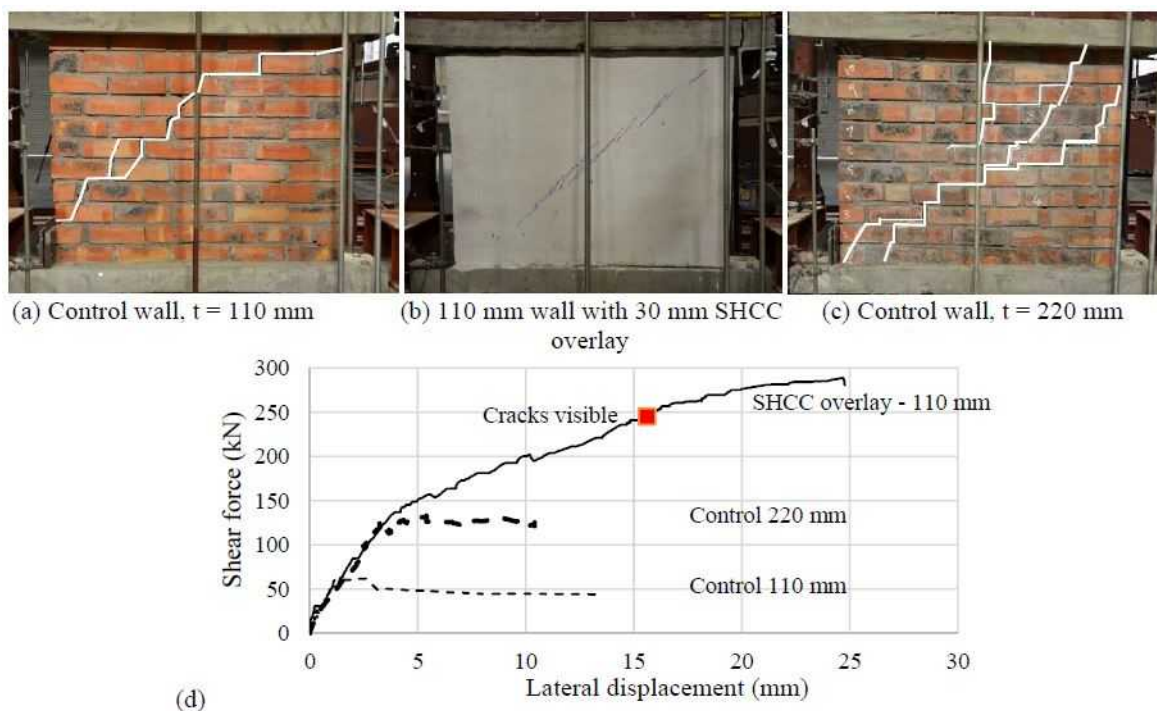 (a) Control wall, t = 110 mm
(b) 110 mm wall with 30 mm SHCC
overlay
(c) Control wall, t = 220 mm
300
250
200
150
100
50
0
Shear force (kN)
Cracks visible
SHCC overlay - 110 mm
Control 220 mm
Control 110 mm
0 5 10 15 20 25 30
Lateral displacement (mm)
(d)